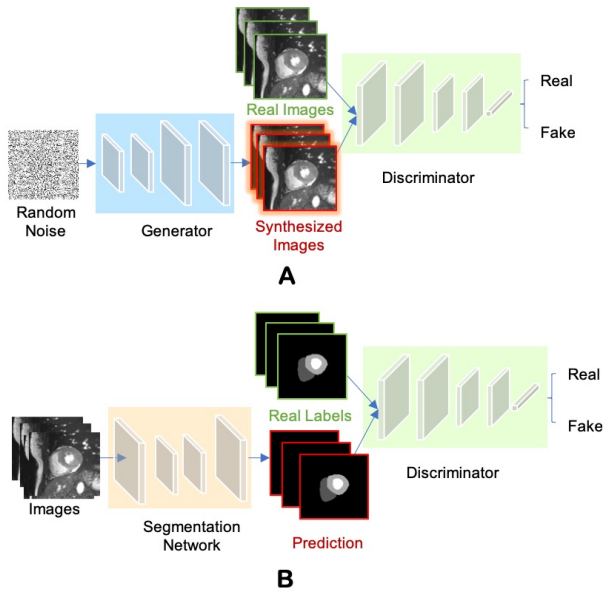 Real Images
Real
Fake
Random
Noise
Generator
Synthesized
Images
Discriminator
A
Real Labels
Real
Fake
Images
Segmentation
Network
Prediction
Discriminator
B